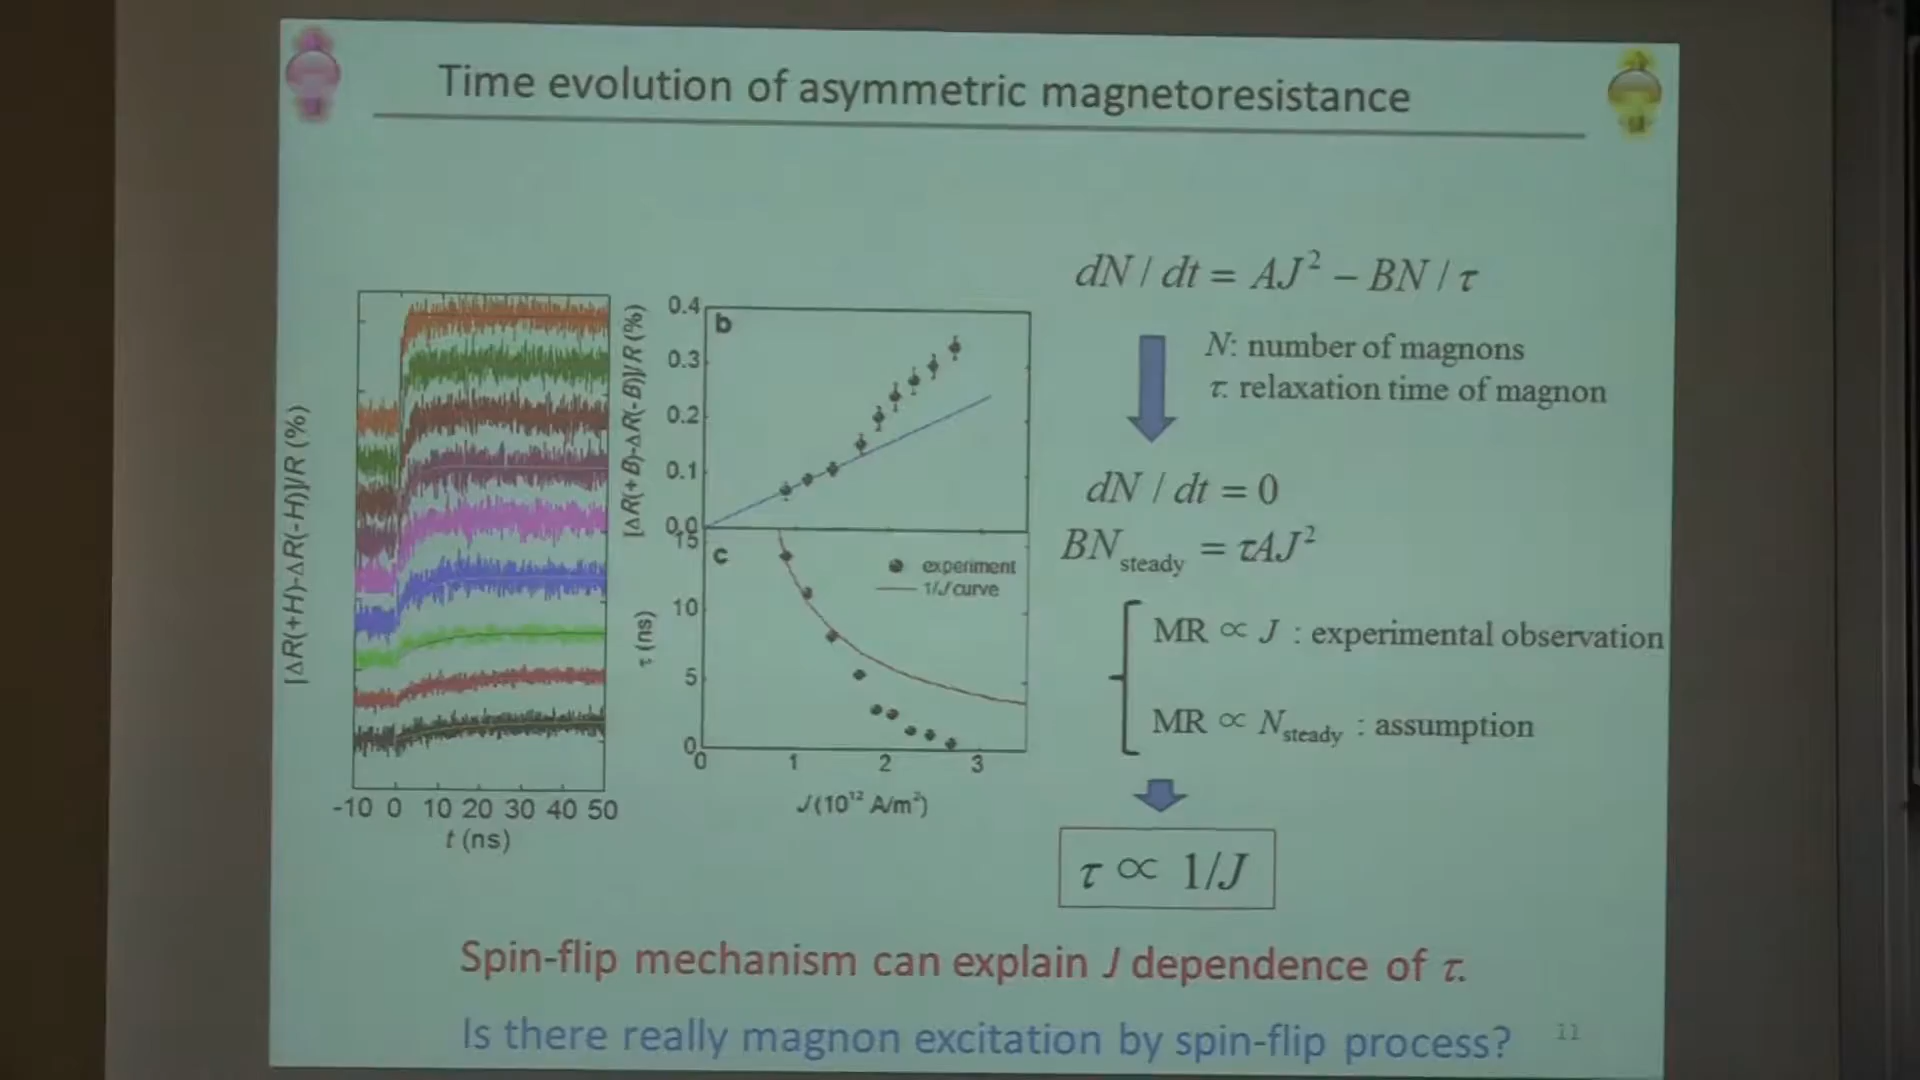 Time evolution of asymmetric magnetoresistance
[ΔR(+H)-ΔR(-H)]/R (%)
-10 0 10 20 30 40 50
t (ns)
[ΔR(+B)-ΔR(-B)]/R (%)
0.4
0.3
0.2
0.1
0.0
b
15
10
5
0
τ (ns)
c
experiment
1/J curve
0 1 2 3
J (10¹² A/m²)
dN / dt = AJ² – BN / τ
N: number of magnons
τ: relaxation time of magnon
dN / dt = 0
BN_steady = τAJ²
MR ∝ J : experimental observation
MR ∝ N_steady : assumption
τ ∝ 1/J
Spin-flip mechanism can explain J dependence of τ.
Is there really magnon excitation by spin-flip process?
11